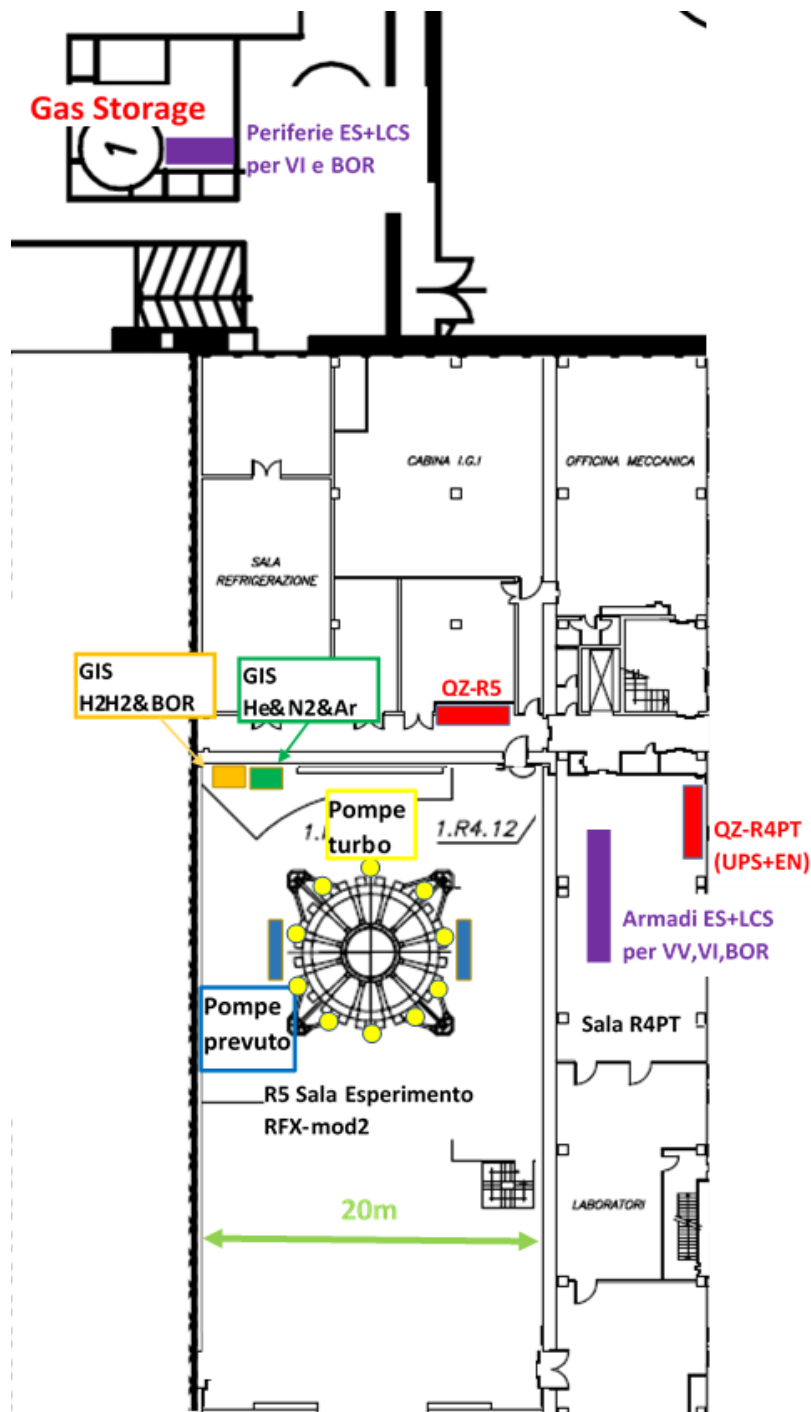 Gas Storage
1
Periferie ES+LCS
per VI e BOR
CABINA I.G.I
OFFICINA MECCANICA
SALA
REFRIGERAZIONE
GIS
H2H2&BOR
GIS
He&N2&Ar
QZ-R5
Pompe
turbo
1.R4.12
QZ-R4PT
(UPS+EN)
Armadi ES+LCS
per VV,VI,BOR
Pompe
prevuto
Sala R4PT
R5 Sala Esperimento
RFX-mod2
LABORATORI
20m